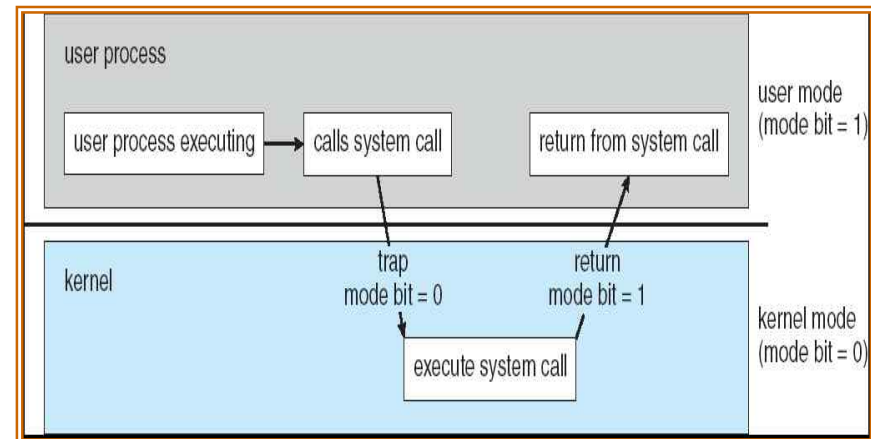 user process
user process executing
calls system call
return from system call
user mode
(mode bit = 1)
kernel
trap
mode bit = 0
return
mode bit = 1
execute system call
kernel mode
(mode bit = 0)